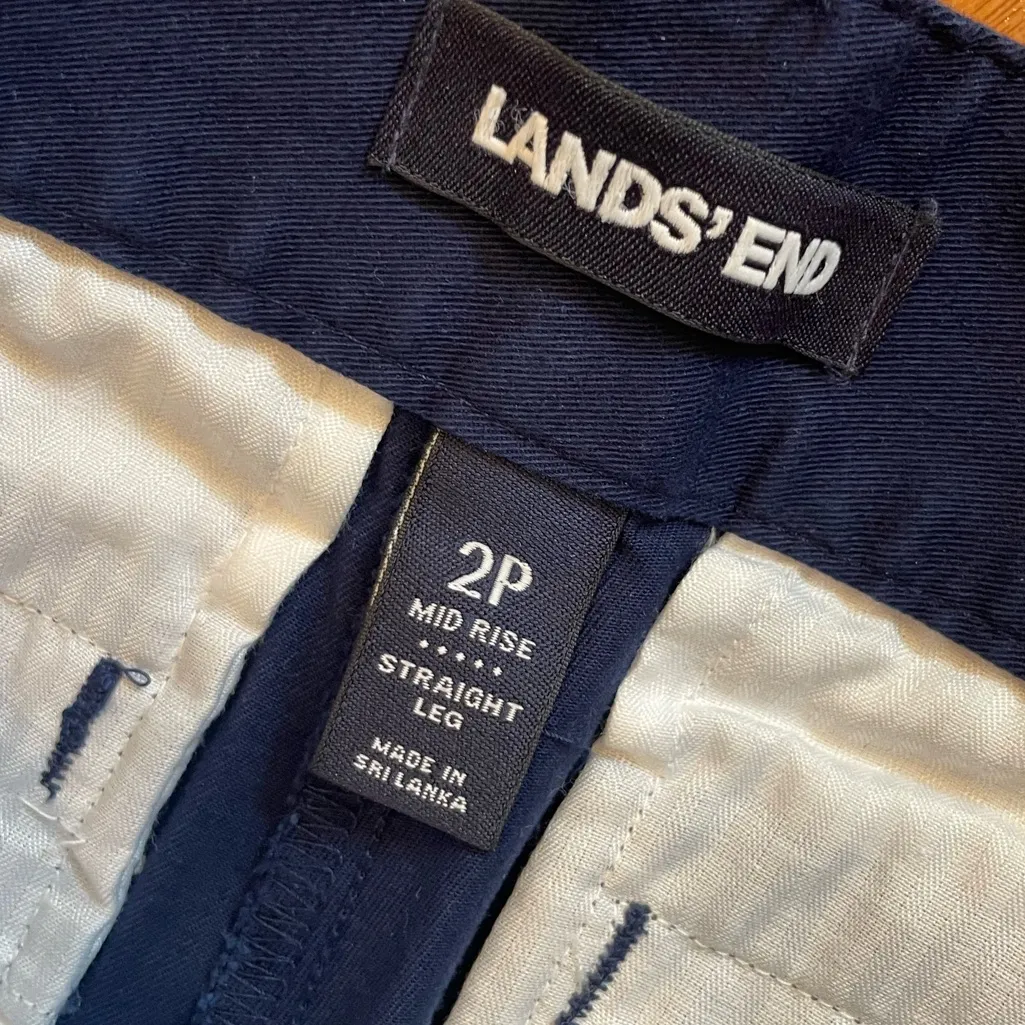 LANDS' END
2P
MID RISE
STRAIGHT
LEG
MADE IN
SRI LANKA